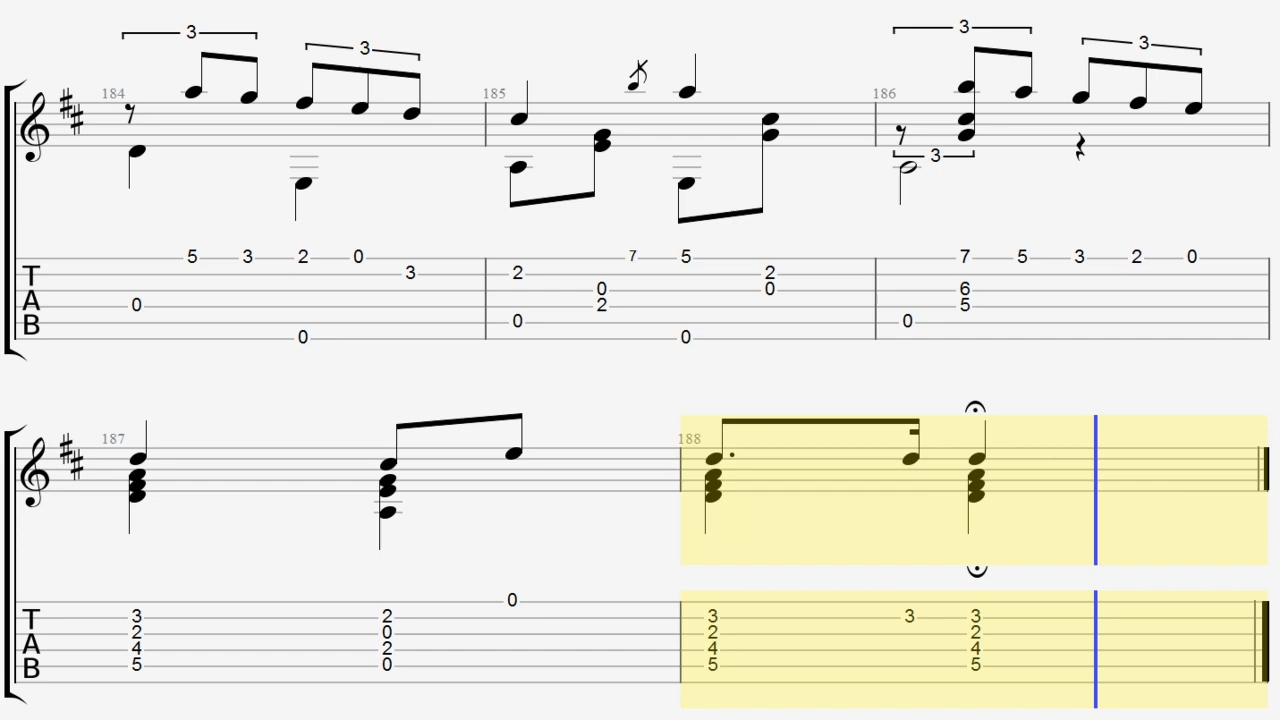 3 3 3 3
184 185 186
3
5 3 2 0 7 5 7 5 3 2 0
T 3 2 2
0 0 6
A 0 2 5
B 0 0
0 0
187 188
0
T 3 2 3 3 3
2 0 2 2
A 4 2 4 4
B 5 0 5 5